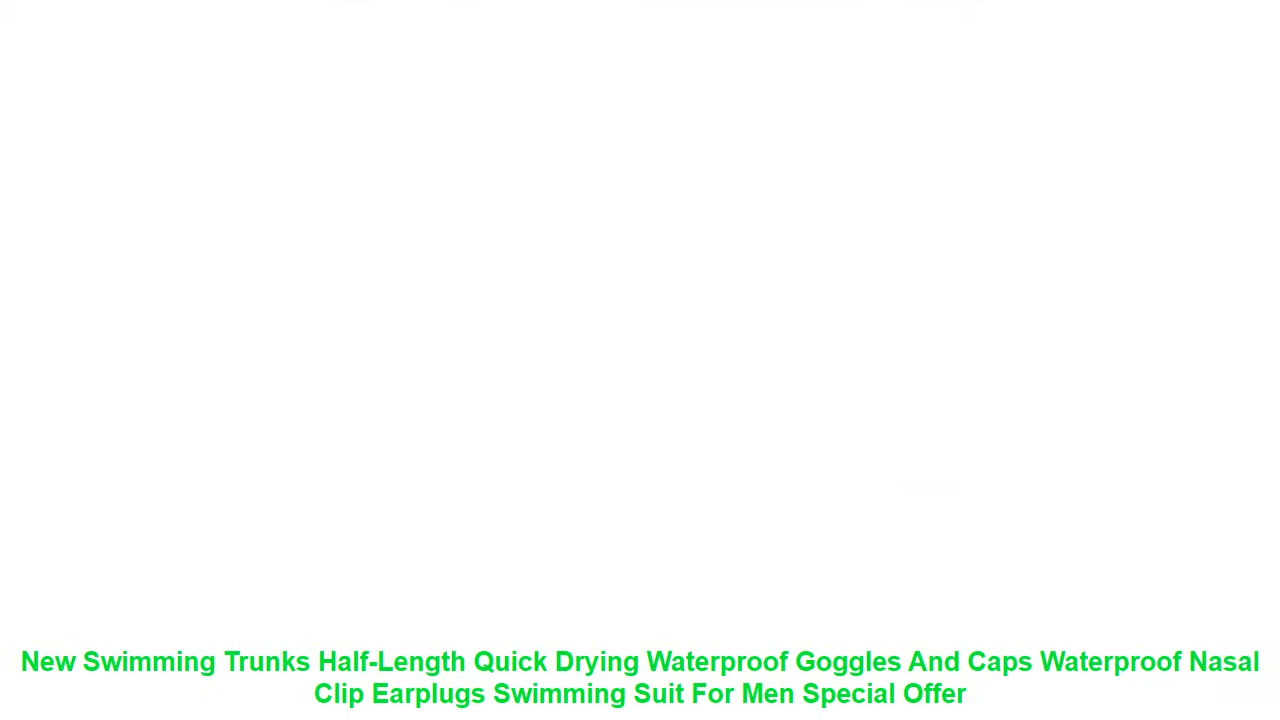 New Swimming Trunks Half-Length Quick Drying Waterproof Goggles And Caps Waterproof Nasal
Clip Earplugs Swimming Suit For Men Special Offer